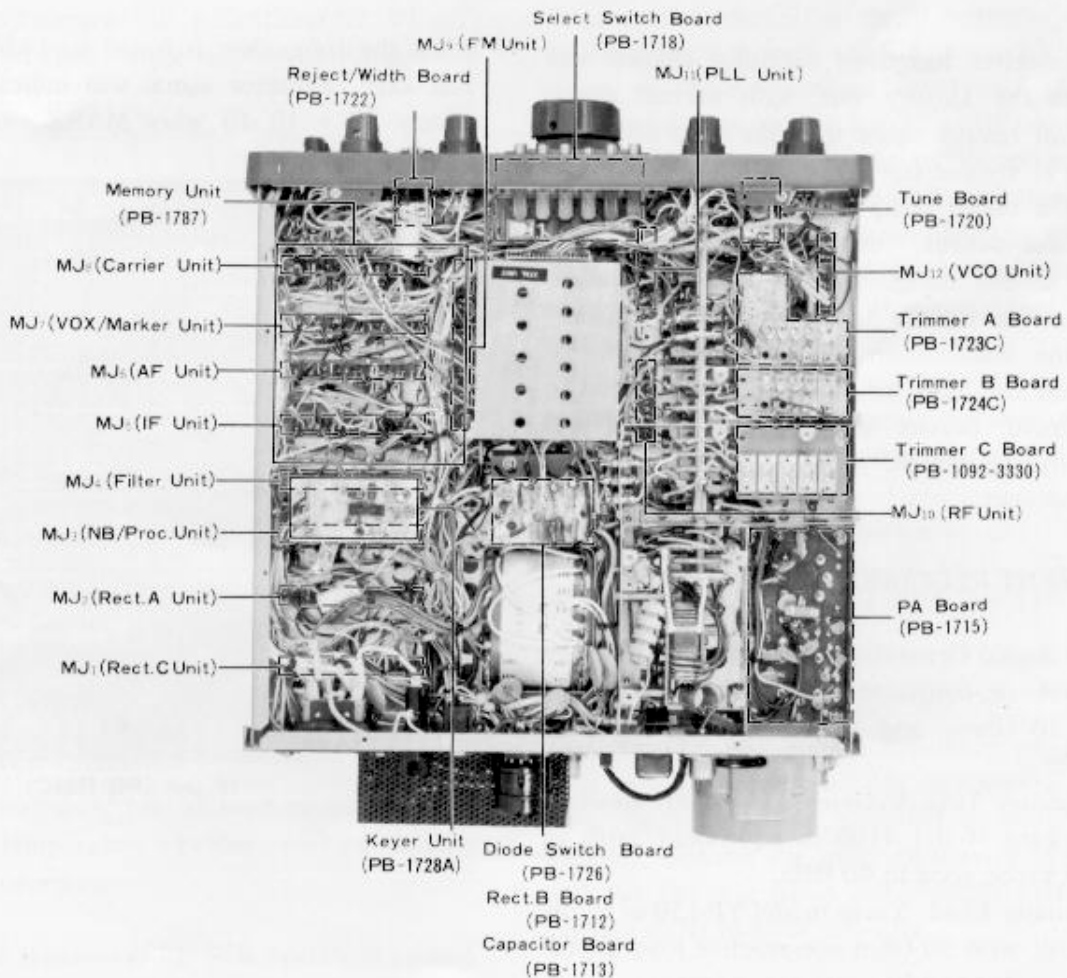 Select Switch Board
(PB-1718)
MJ₉(FM Unit)
MJ₁₁(PLL Unit)
Reject/Width Board
(PB-1722)
Memory Unit
(PB-1787)
Tune Board
(PB-1720)
MJ₈(Carrier Unit)
MJ₁₂(VCO Unit)
MJ₇(VOX/Marker Unit)
Trimmer A Board
(PB-1723C)
MJ₆(AF Unit)
Trimmer B Board
(PB-1724C)
MJ₅(IF Unit)
Trimmer C Board
(PB-1092-3330)
MJ₄(Filter Unit)
MJ₁₀(RF Unit)
MJ₃(NB/Proc.Unit)
MJ₂(Rect.A Unit)
PA Board
(PB-1715)
MJ₁(Rect.C Unit)
Keyer Unit
(PB-1728A)
Diode Switch Board
(PB-1726)
Rect.B Board
(PB-1712)
Capacitor Board
(PB-1713)